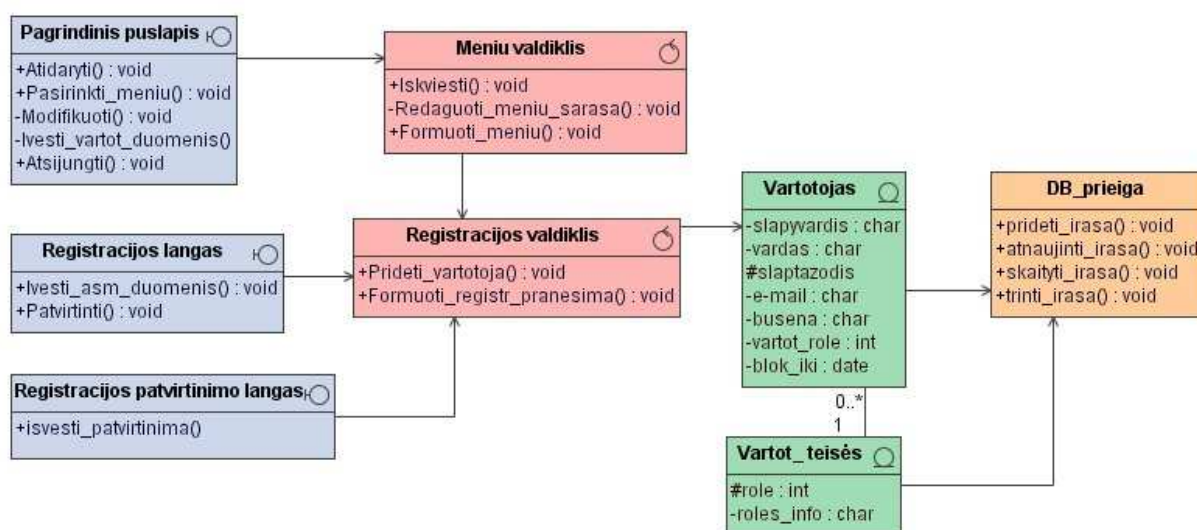 Pagrindinis puslapis
+Atidaryti() : void
+Pasirinkti_meniu() : void
-Modifikuoti() : void
-Ivesti_vartot_duomenis()
+Atsijungti() : void
Meniu valdiklis
+Iskviesti() : void
-Redaguoti_meniu_sarasa() : void
+Formuoti_meniu() : void
Registracijos langas
+Ivesti_asm_duomenis() : void
+Patvirtinti() : void
Registracijos valdiklis
+Prideti_vartotoja() : void
+Formuoti_registr_pranesima() : void
Registracijos patvirtinimo langas
+isvesti_patvirtinima()
Vartotojas
-slapyvardis : char
-vardas : char
#slaptazodis
-e-mail : char
-busena : char
-vartot_role : int
-blok_iki : date
0..*
1
Vartot_teisės
#role : int
-roles_info : char
DB_prieiga
+prideti_irasa() : void
+atnaujinti_irasa() : void
+skaityti_irasa() : void
+trinti_irasa() : void